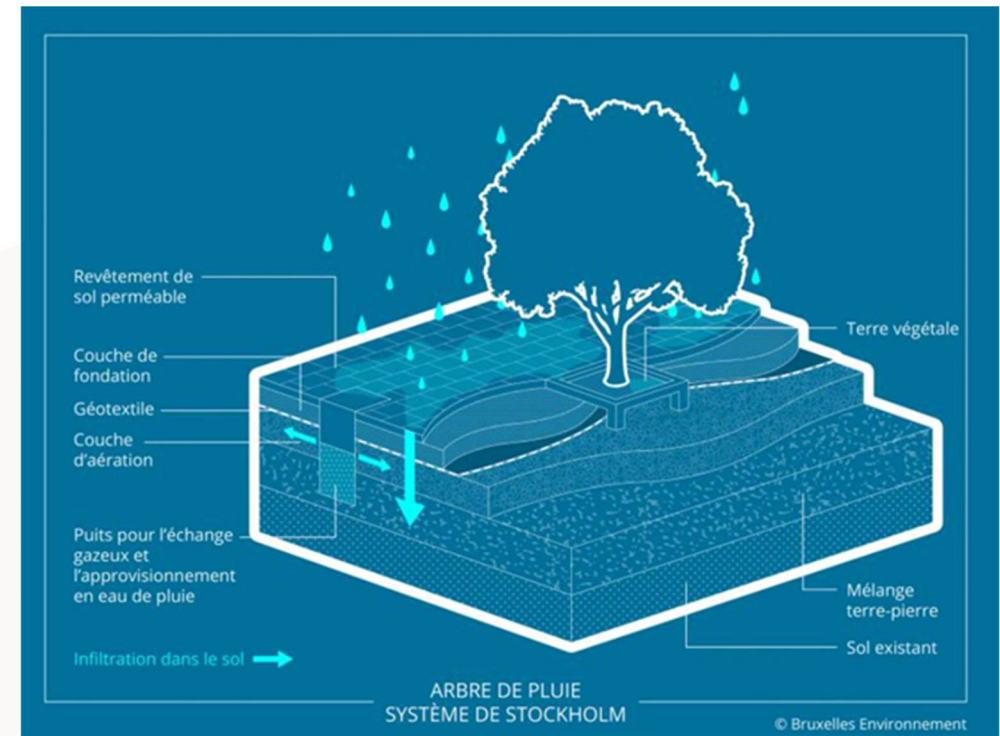 Revêtement de
sol perméable
Couche de
fondation
Géotextile
Couche
d’aération
Puits pour l’échange
gazeux et
l’approvisionnement
en eau de pluie
Infiltration dans le sol
Terre végétale
Mélange
terre-pierre
Sol existant
ARBRE DE PLUIE
SYSTÈME DE STOCKHOLM
© Bruxelles Environnement